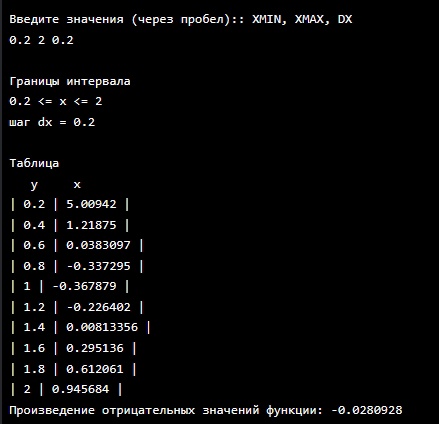 Введите значения (через пробел):: XMIN, XMAX, DX
0.2 2 0.2
Границы интервала
0.2 <= x <= 2
шаг dx = 0.2
Таблица
y x
| 0.2 | 5.00942 |
| 0.4 | 1.21875 |
| 0.6 | 0.0383097 |
| 0.8 | -0.337295 |
| 1 | -0.367879 |
| 1.2 | -0.226402 |
| 1.4 | 0.00813356 |
| 1.6 | 0.295136 |
| 1.8 | 0.612061 |
| 2 | 0.945684 |
Произведение отрицательных значений функции: -0.0280928